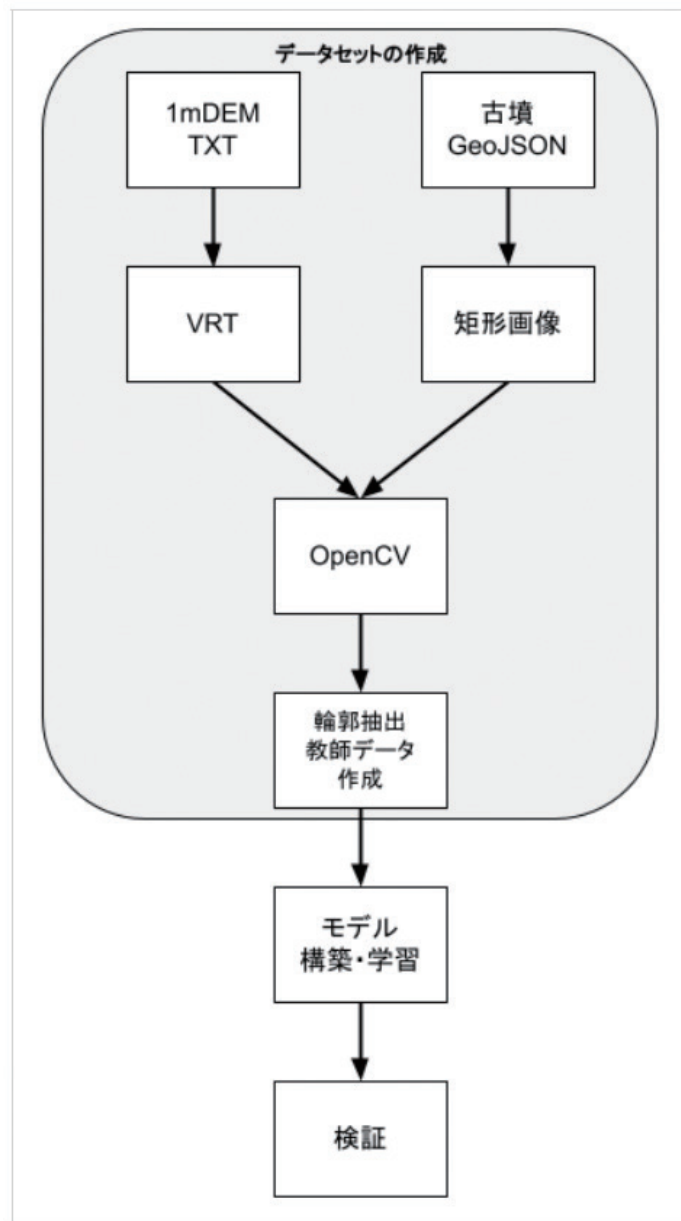 データセットの作成
1mDEM
TXT
古墳
GeoJSON
VRT
矩形画像
OpenCV
輪郭抽出
教師データ
作成
モデル
構築・学習
検証